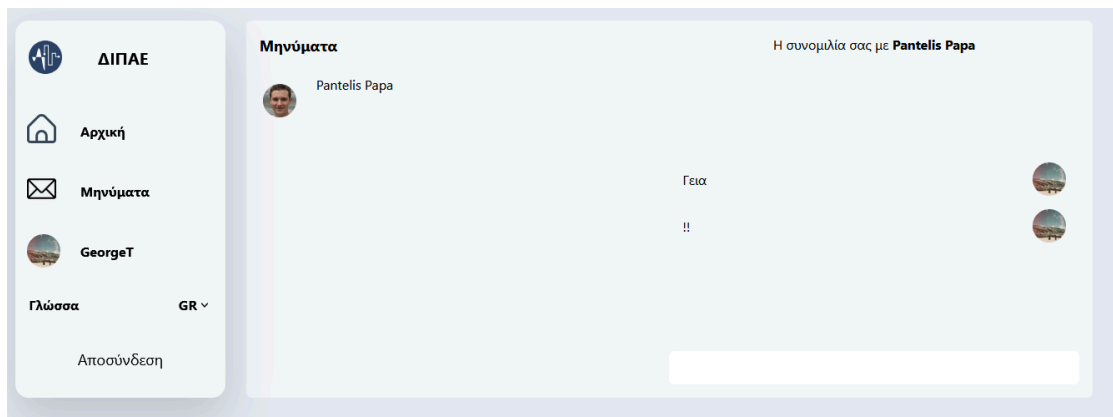 ΔΙΠΑΕ
Αρχική
Μηνύματα
GeorgeT
Γλώσσα GR
Αποσύνδεση
Μηνύματα
Pantelis Papa
Η συνομιλία σας με Pantelis Papa
Γεια
!!